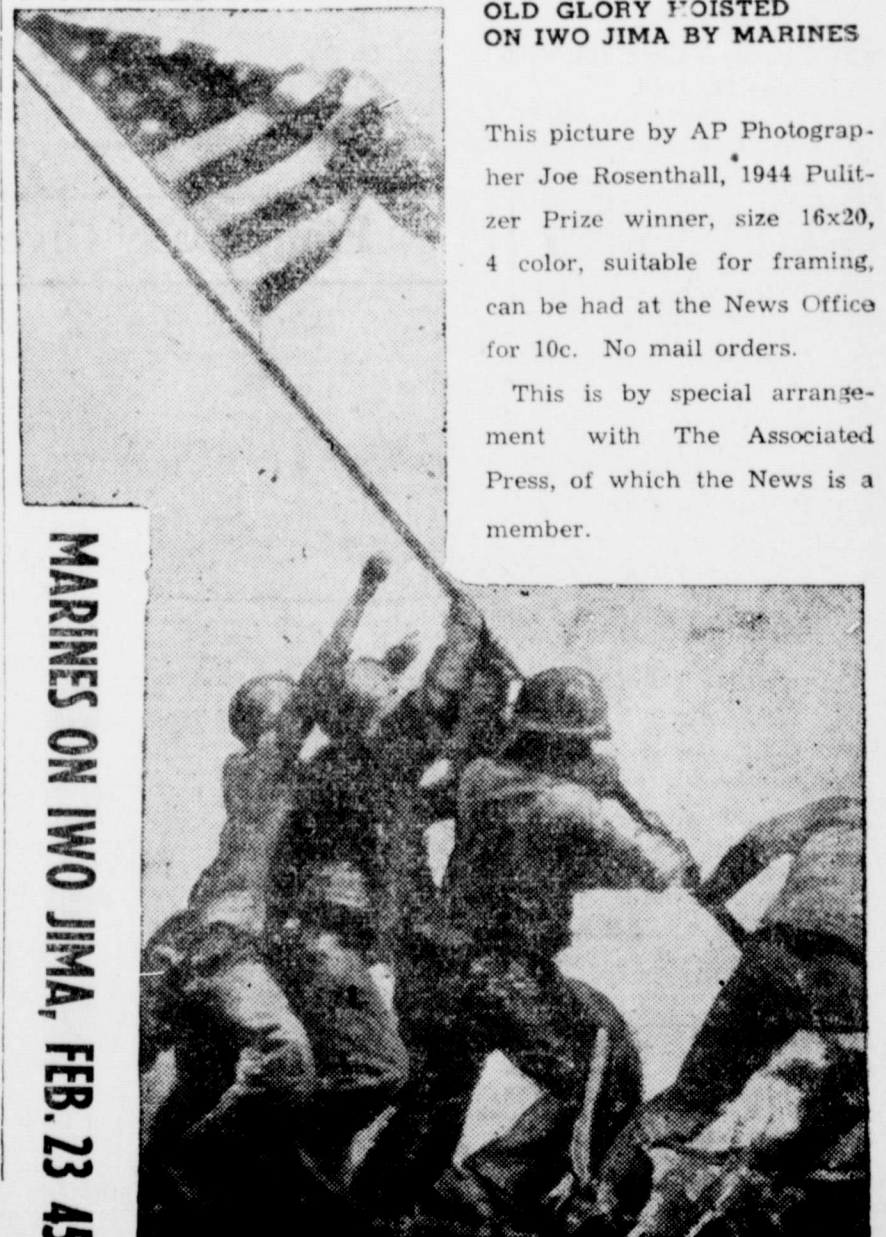 OLD GLORY HOISTED
ON IWO JIMA BY MARINES
This picture by AP Photograp-
her Joe Rosenthall, 1944 Pulit-
zer Prize winner, size 16x20,
4 color, suitable for framing,
can be had at the News Office
for 10c. No mail orders.
This is by special arrange-
ment with The Associated
Press, of which the News is a
member.
MARINES ON IWO JIMA, FEB. 23 45